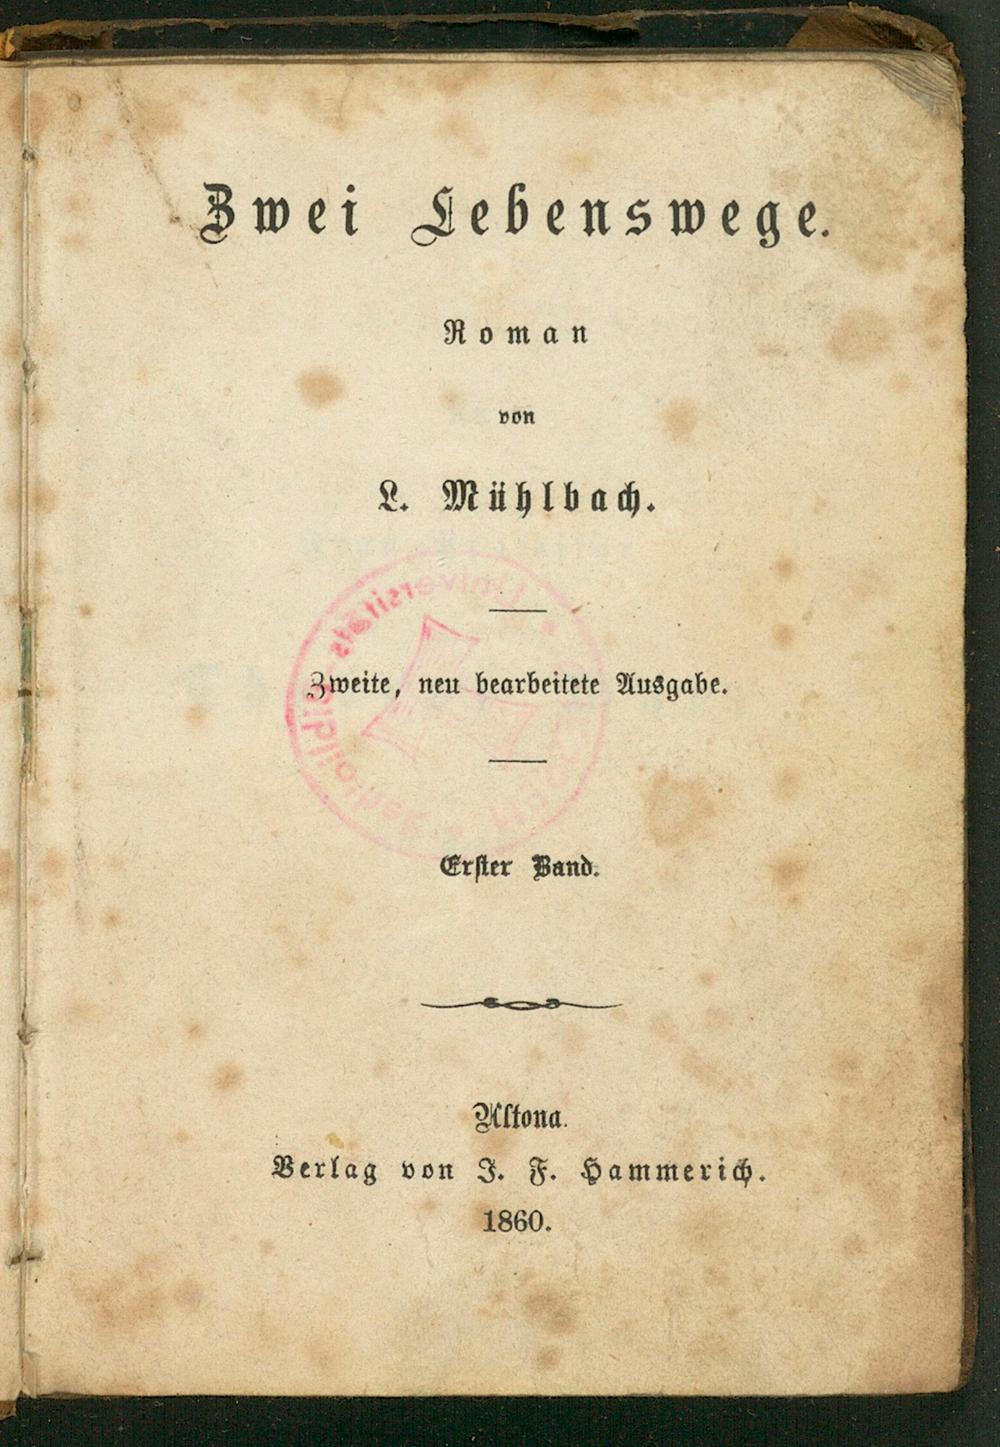 Zwei Lebenswege.
Roman
von
L. Mühlbach.
Zweite, neu bearbeitete Ausgabe.
Erster Band.
Altona.
Verlag von J. F. Hammerich.
1860.